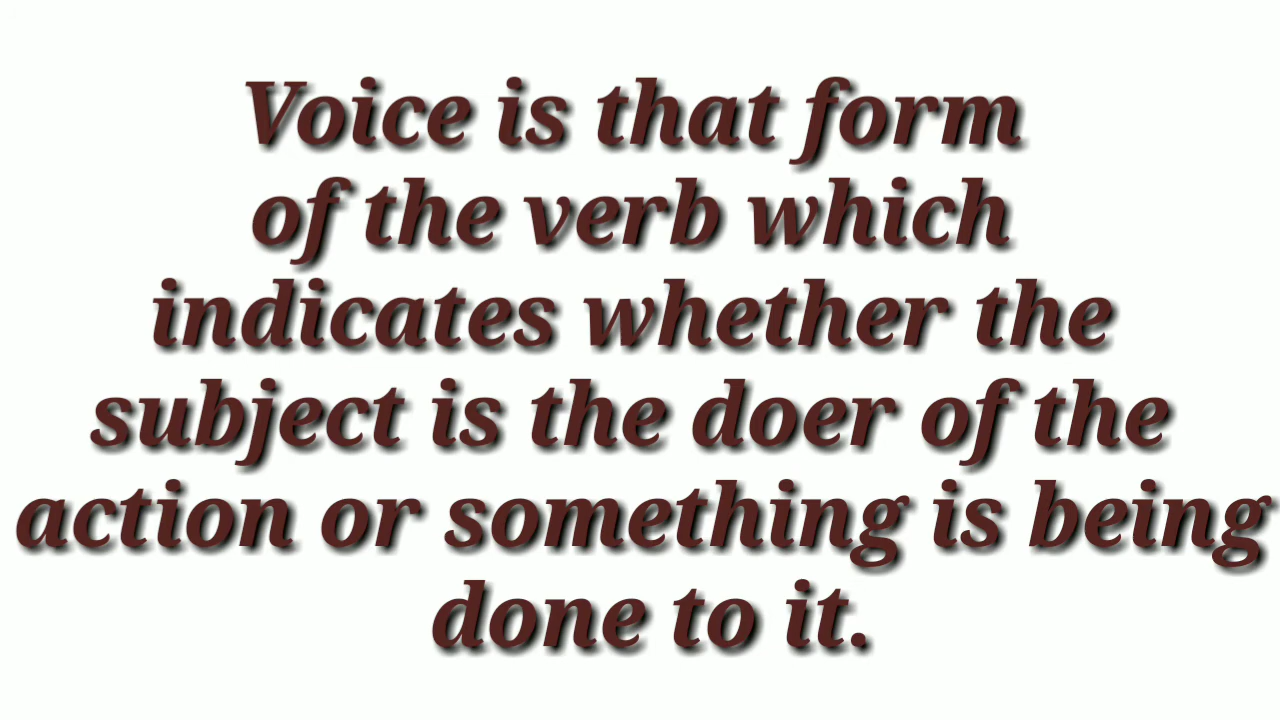 Voice is that form
of the verb which
indicates whether the
subject is the doer of the
action or something is being
done to it.